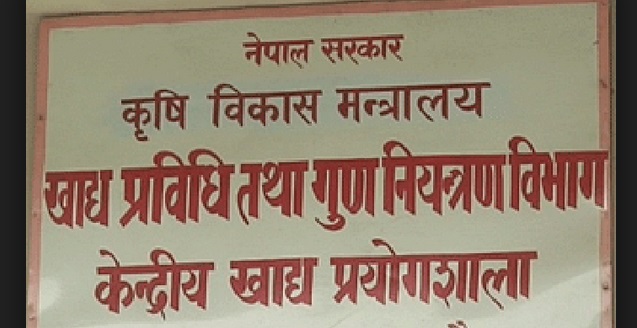 नेपाल सरकार
कृषि विकास मन्त्रालय
खाद्य प्रविधि तथा गुण नियन्त्रण विभाग
केन्द्रीय खाद्य प्रयोगशाला